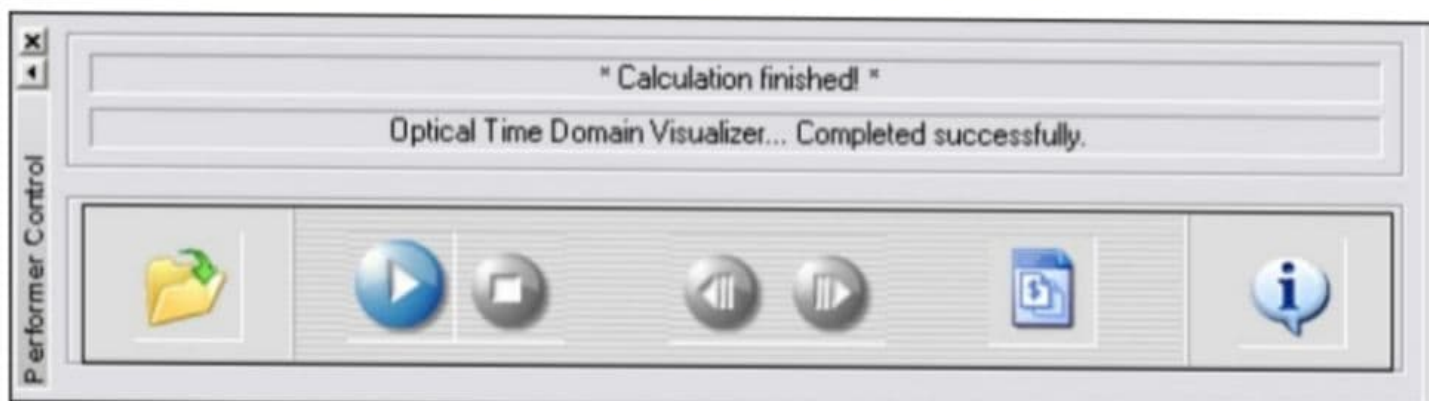 * Calculation finished! *
Optical Time Domain Visualizer... Completed successfully.
Performer Control